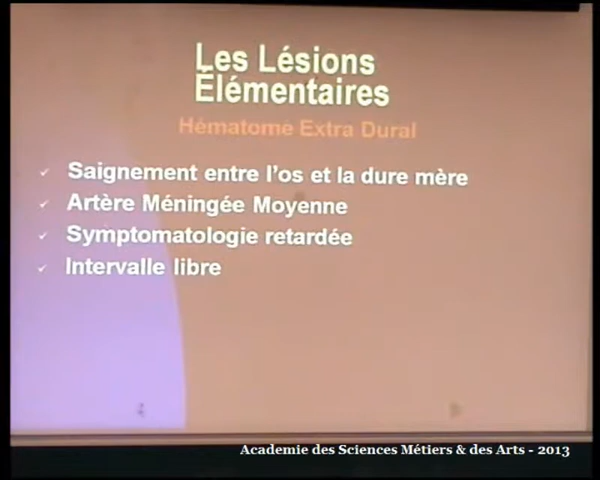 Les Lésions
Élémentaires
Hématome Extra Dural
Saignement entre l'os et la dure mère
Artère Méningée Moyenne
Symptomatologie retardée
Intervalle libre
Academie des Sciences Métiers & des Arts - 2013